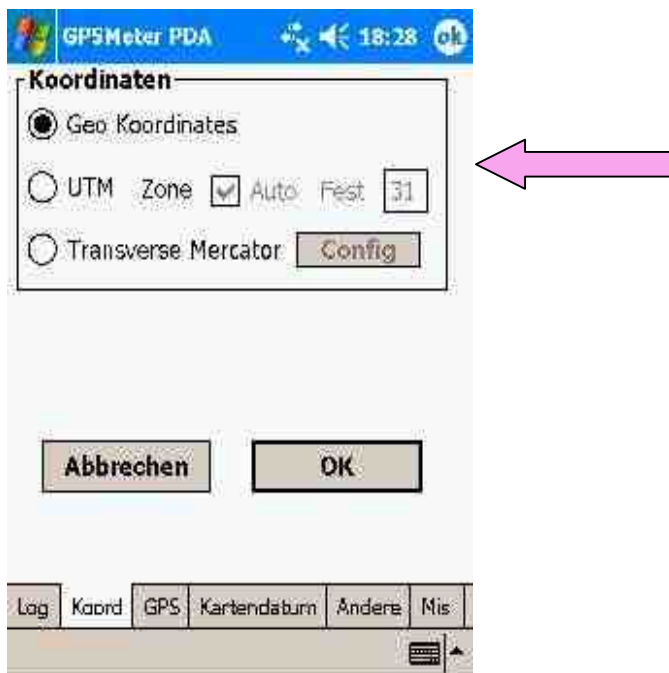 GPSMeter PDA 18:28 ok
Koordinaten
Geo Koordinates
UTM Zone Auto Fest 31
Transverse Mercator Config
Abbrechen OK
Log Koord GPS Kartendatum Andere Mis